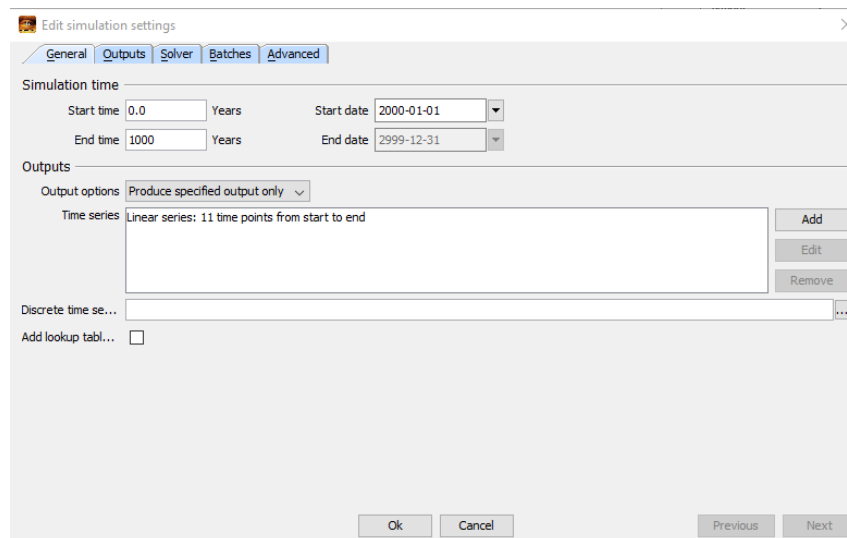 Edit simulation settings
General Outputs Solver Batches Advanced
Simulation time
Start time 0.0 Years Start date 2000-01-01
End time 1000 Years End date 2999-12-31
Outputs
Output options Produce specified output only
Time series Linear series: 11 time points from start to end Add
Edit
Remove
Discrete time se... ...
Add lookup tabl...
Ok Cancel Previous Next